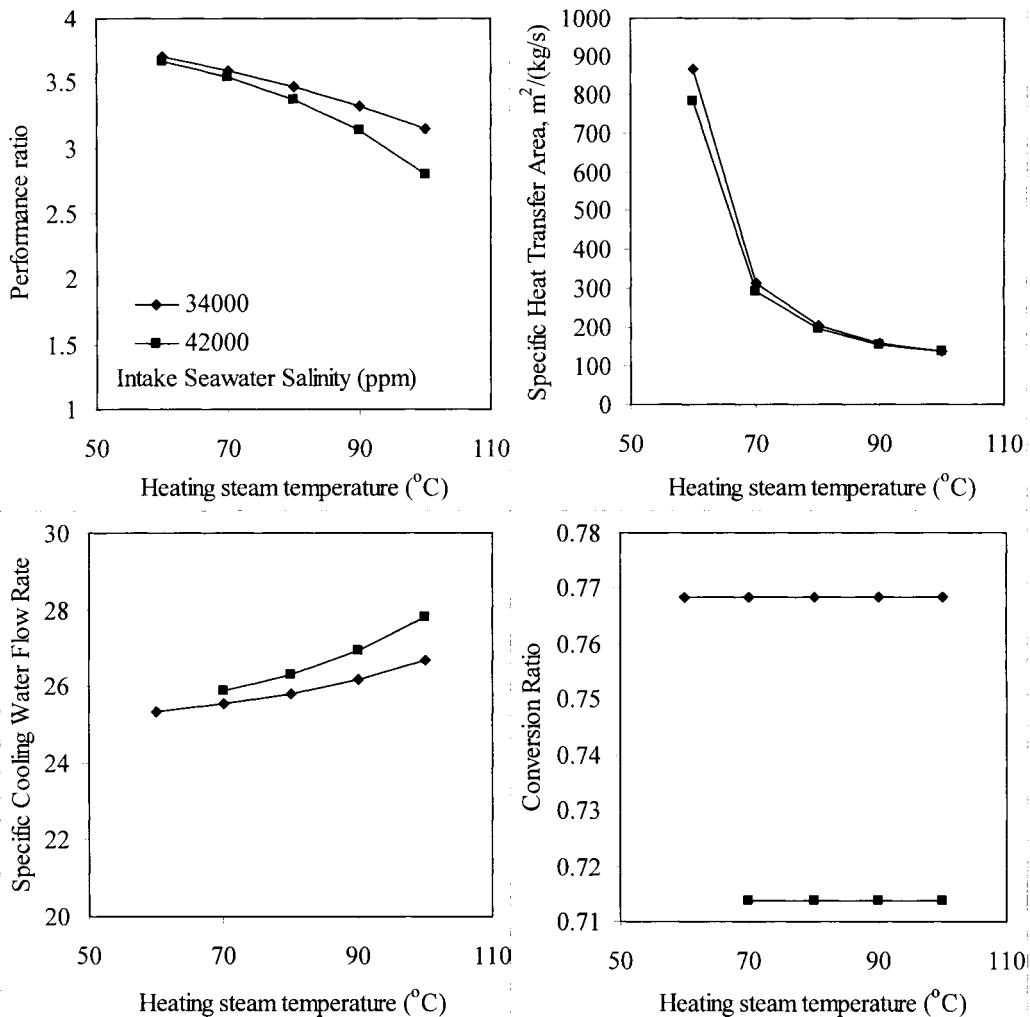 4
3.5
3
2.5
2
1.5
1
Performance ratio
34000
42000
Intake Seawater Salinity (ppm)
50 70 90 110
Heating steam temperature (°C)
1000
900
800
700
600
500
400
300
200
100
0
Specific Heat Transfer Area, m²/(kg/s)
50 70 90 110
Heating steam temperature (°C)
30
28
26
24
22
20
Specific Cooling Water Flow Rate
50 70 90 110
Heating steam temperature (°C)
0.78
0.77
0.76
0.75
0.74
0.73
0.72
0.71
Conversion Ratio
50 70 90 110
Heating steam temperature (°C)